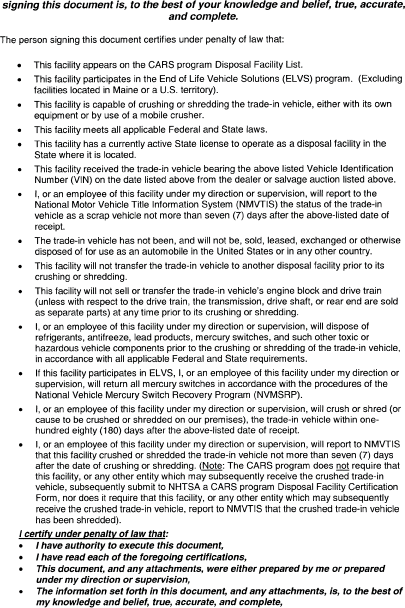 signing this document is, to the best of your knowledge and belief, true, accurate,
and complete.
The person signing this document certifies under penalty of law that:
• This facility appears on the CARS program Disposal Facility List.
• This facility participates in the End of Life Vehicle Solutions (ELVS) program. (Excluding
facilities located in Maine or a U.S. territory).
• This facility is capable of crushing or shredding the trade-in vehicle, either with its own
equipment or by use of a mobile crusher.
• This facility meets all applicable Federal and State laws.
• This facility has a currently active State license to operate as a disposal facility in the
State where it is located.
• This facility received the trade-in vehicle bearing the above listed Vehicle Identification
Number (VIN) on the date listed above from the dealer or salvage auction listed above.
• I, or an employee of this facility under my direction or supervision, will report to the
National Motor Vehicle Title Information System (NMVTIS) the status of the trade-in
vehicle as a scrap vehicle not more than seven (7) days after the above-listed date of
receipt.
• The trade-in vehicle has not been, and will not be, sold, leased, exchanged or otherwise
disposed of for use as an automobile in the United States or in any other country.
• This facility will not transfer the trade-in vehicle to another disposal facility prior to its
crushing or shredding.
• This facility will not sell or transfer the trade-in vehicle's engine block and drive train
(unless with respect to the drive train, the transmission, drive shaft, or rear end are sold
as separate parts) at any time prior to its crushing or shredding.
• I, or an employee of this facility under my direction or supervision, will dispose of
refrigerants, antifreeze, lead products, mercury switches, and such other toxic or
hazardous vehicle components prior to the crushing or shredding of the trade-in vehicle,
in accordance with all applicable Federal and State requirements.
• If this facility participates in ELVS, I, or an employee of this facility under my direction or
supervision, will return all mercury switches in accordance with the procedures of the
National Vehicle Mercury Switch Recovery Program (NVMSRP).
• I, or an employee of this facility under my direction or supervision, will crush or shred (or
cause to be crushed or shredded on our premises), the trade-in vehicle within one-
hundred eighty (180) days after the above-listed date of receipt.
• I, or an employee of this facility under my direction or supervision, will report to NMVTIS
that this facility crushed or shredded the trade-in vehicle not more than seven (7) days
after the date of crushing or shredding. (Note: The CARS program does not require that
this facility, or any other entity which may subsequently receive the crushed trade-in
vehicle, subsequently submit to NHTSA a CARS program Disposal Facility Certification
Form, nor does it require that this facility, or any other entity which may subsequently
receive the crushed trade-in vehicle, report to NMVTIS that the crushed trade-in vehicle
has been shredded).
I certify under penalty of law that:
• I have authority to execute this document,
• I have read each of the foregoing certifications,
• This document, and any attachments, were either prepared by me or prepared
under my direction or supervision,
• The information set forth in this document, and any attachments, is, to the best of
my knowledge and belief, true, accurate, and complete,